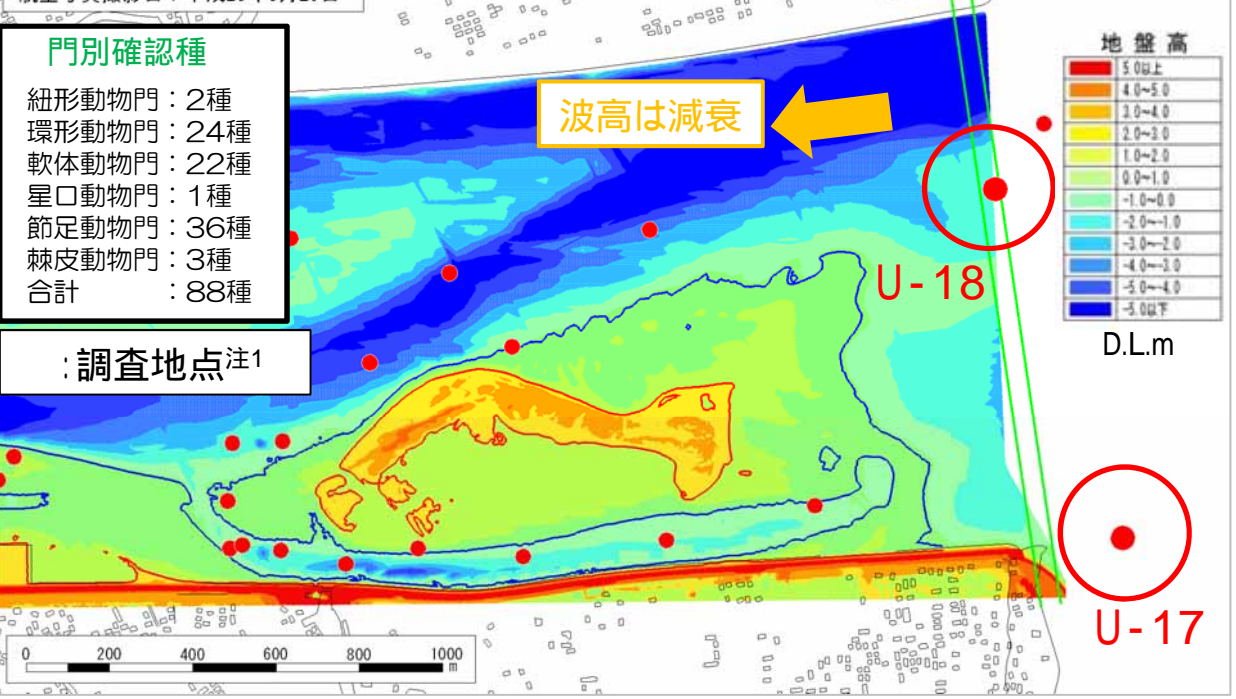 門別確認種
紐形動物門：2種
環形動物門：24種
軟体動物門：22種
星口動物門：1種
節足動物門：36種
棘皮動物門：3種
合計　　　：88種
：調査地点注1
波高は減衰
U-18
U-17
地盤高
5.0以上
4.0~5.0
3.0~4.0
2.0~3.0
1.0~2.0
0.0~1.0
-1.0~0.0
-2.0~-1.0
-3.0~-2.0
-4.0~-3.0
-5.0~-4.0
-5.0以下
D.L.m
0 200 400 600 800 1000
m